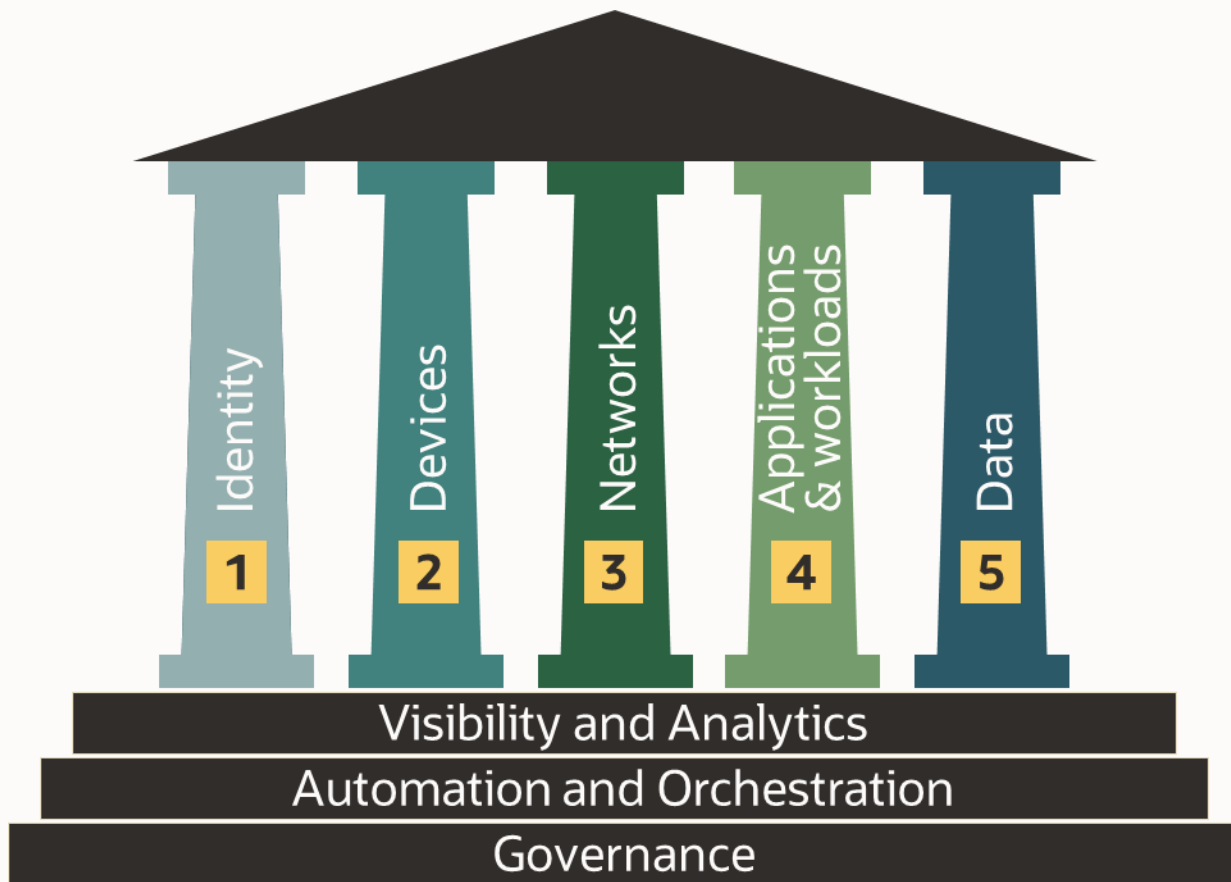 Identity
1
Devices
2
Networks
3
Applications
& workloads
4
Data
5
Visibility and Analytics
Automation and Orchestration
Governance